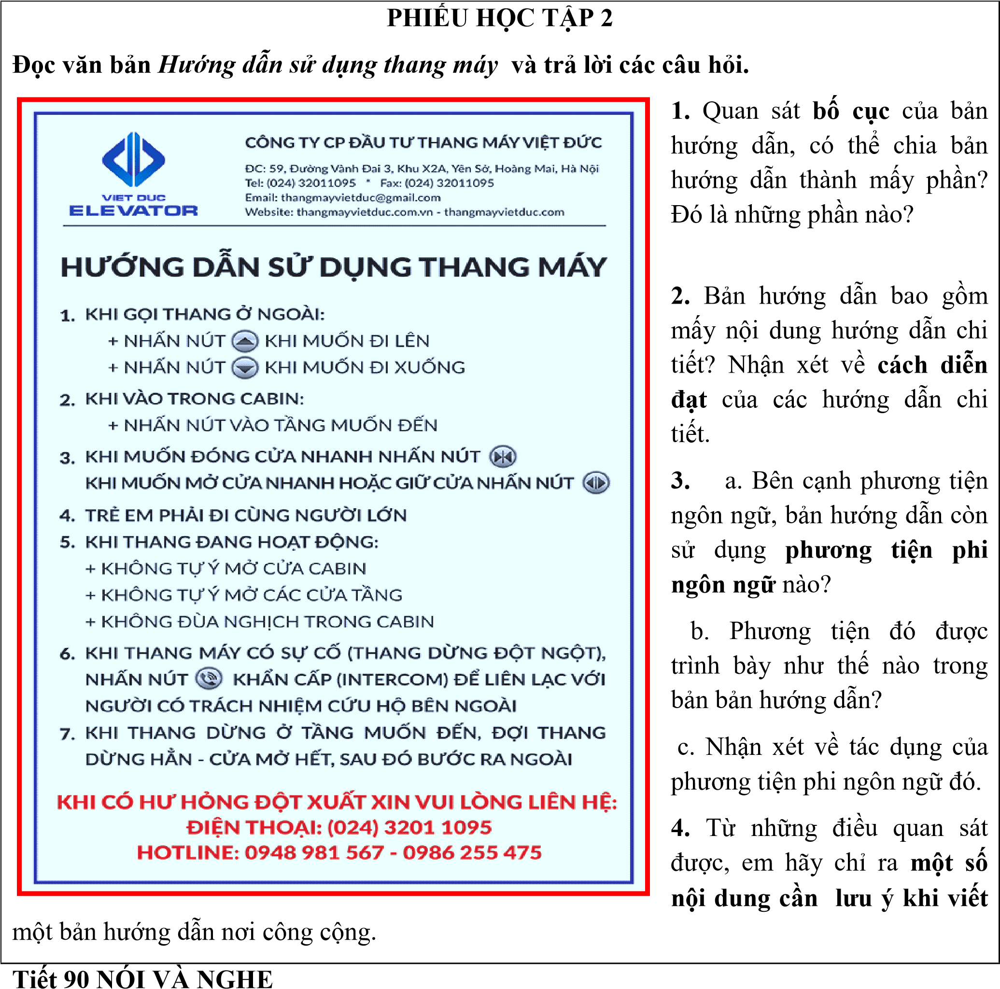 PHIẾU HỌC TẬP 2
Đọc văn bản Hướng dẫn sử dụng thang máy và trả lời các câu hỏi.
VIET DUC
ELEVATOR
CÔNG TY CP ĐẦU TƯ THANG MÁY VIỆT ĐỨC
ĐC: 59, Đường Vành Đai 3, Khu X2A, Yên Sở, Hoàng Mai, Hà Nội
Tel: (024) 32011095 * Fax: (024) 32011095
Email: thangmayvietduc@gmail.com
Website: thangmayvietduc.com.vn - thangmayvietduc.com
HƯỚNG DẪN SỬ DỤNG THANG MÁY
1. KHI GỌI THANG Ở NGOÀI:
+ NHẤN NÚT KHI MUỐN ĐI LÊN
+ NHẤN NÚT KHI MUỐN ĐI XUỐNG
2. KHI VÀO TRONG CABIN:
+ NHẤN NÚT VÀO TẦNG MUỐN ĐẾN
3. KHI MUỐN ĐÓNG CỬA NHANH NHẤN NÚT
KHI MUỐN MỞ CỬA NHANH HOẶC GIỮ CỬA NHẤN NÚT
4. TRẺ EM PHẢI ĐI CÙNG NGƯỜI LỚN
5. KHI THANG ĐANG HOẠT ĐỘNG:
+ KHÔNG TỰ Ý MỞ CỬA CABIN
+ KHÔNG TỰ Ý MỞ CÁC CỬA TẦNG
+ KHÔNG ĐÙA NGHỊCH TRONG CABIN
6. KHI THANG MÁY CÓ SỰ CỐ (THANG DỪNG ĐỘT NGỘT),
NHẤN NÚT KHẨN CẤP (INTERCOM) ĐỂ LIÊN LẠC VỚI
NGƯỜI CÓ TRÁCH NHIỆM CỨU HỘ BÊN NGOÀI
7. KHI THANG DỪNG Ở TẦNG MUỐN ĐẾN, ĐỢI THANG
DỪNG HẲN - CỬA MỞ HẾT, SAU ĐÓ BƯỚC RA NGOÀI
KHI CÓ HƯ HỎNG ĐỘT XUẤT XIN VUI LÒNG LIÊN HỆ:
ĐIỆN THOẠI: (024) 3201 1095
HOTLINE: 0948 981 567 - 0986 255 475
1. Quan sát bố cục của bản
hướng dẫn, có thể chia bản
hướng dẫn thành mấy phần?
Đó là những phần nào?
2. Bản hướng dẫn bao gồm
mấy nội dung hướng dẫn chi
tiết? Nhận xét về cách diễn
đạt của các hướng dẫn chi
tiết.
3. a. Bên cạnh phương tiện
ngôn ngữ, bản hướng dẫn còn
sử dụng phương tiện phi
ngôn ngữ nào?
b. Phương tiện đó được
trình bày như thế nào trong
bản bản hướng dẫn?
c. Nhận xét về tác dụng của
phương tiện phi ngôn ngữ đó.
4. Từ những điều quan sát
được, em hãy chỉ ra một số
nội dung cần lưu ý khi viết
một bản hướng dẫn nơi công cộng.
Tiết 90 NÓI VÀ NGHE